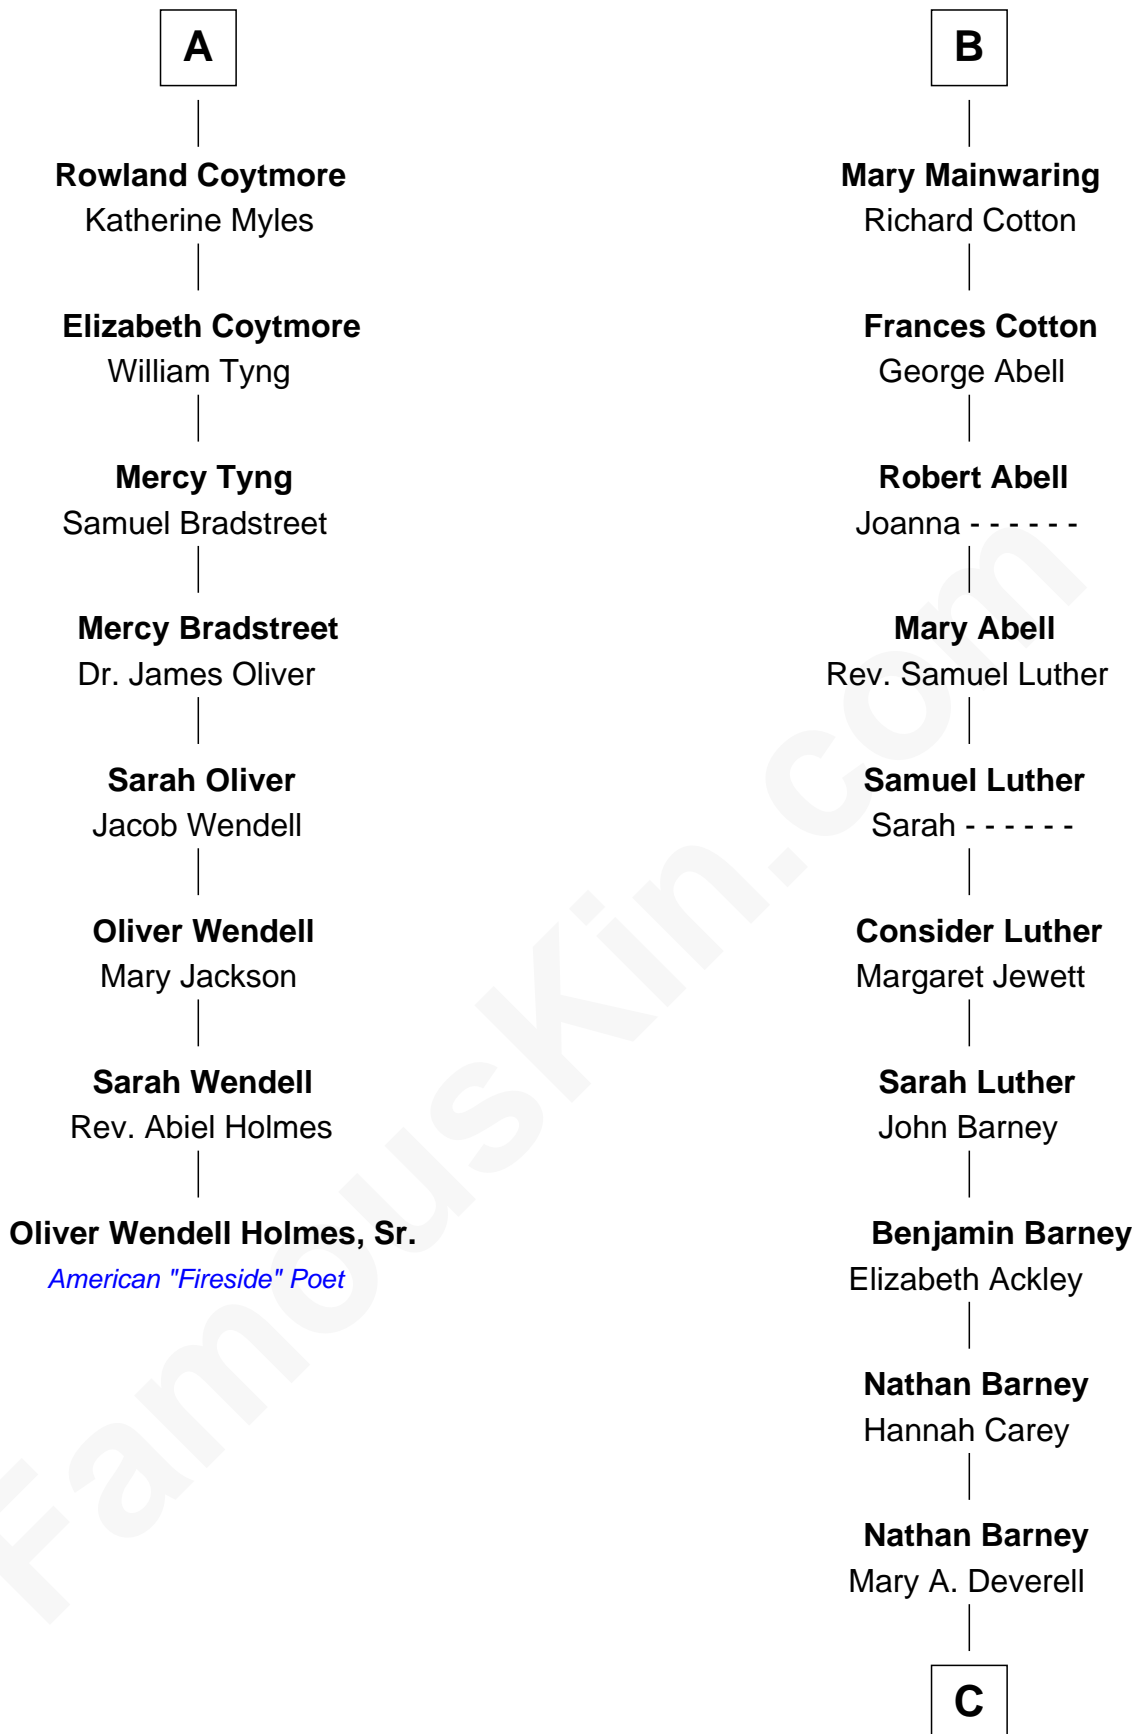 A
Rowland Coytmore
Katherine Myles
Elizabeth Coytmore
William Tyng
Mercy Tyng
Samuel Bradstreet
Mercy Bradstreet
Dr. James Oliver
Sarah Oliver
Jacob Wendell
Oliver Wendell
Mary Jackson
Sarah Wendell
Rev. Abiel Holmes
Oliver Wendell Holmes, Sr.
American "Fireside" Poet
B
Mary Mainwaring
Richard Cotton
Frances Cotton
George Abell
Robert Abell
Joanna - - - - - -
Mary Abell
Rev. Samuel Luther
Samuel Luther
Sarah - - - - - -
Consider Luther
Margaret Jewett
Sarah Luther
John Barney
Benjamin Barney
Elizabeth Ackley
Nathan Barney
Hannah Carey
Nathan Barney
Mary A. Deverell
C
FamousKin.com